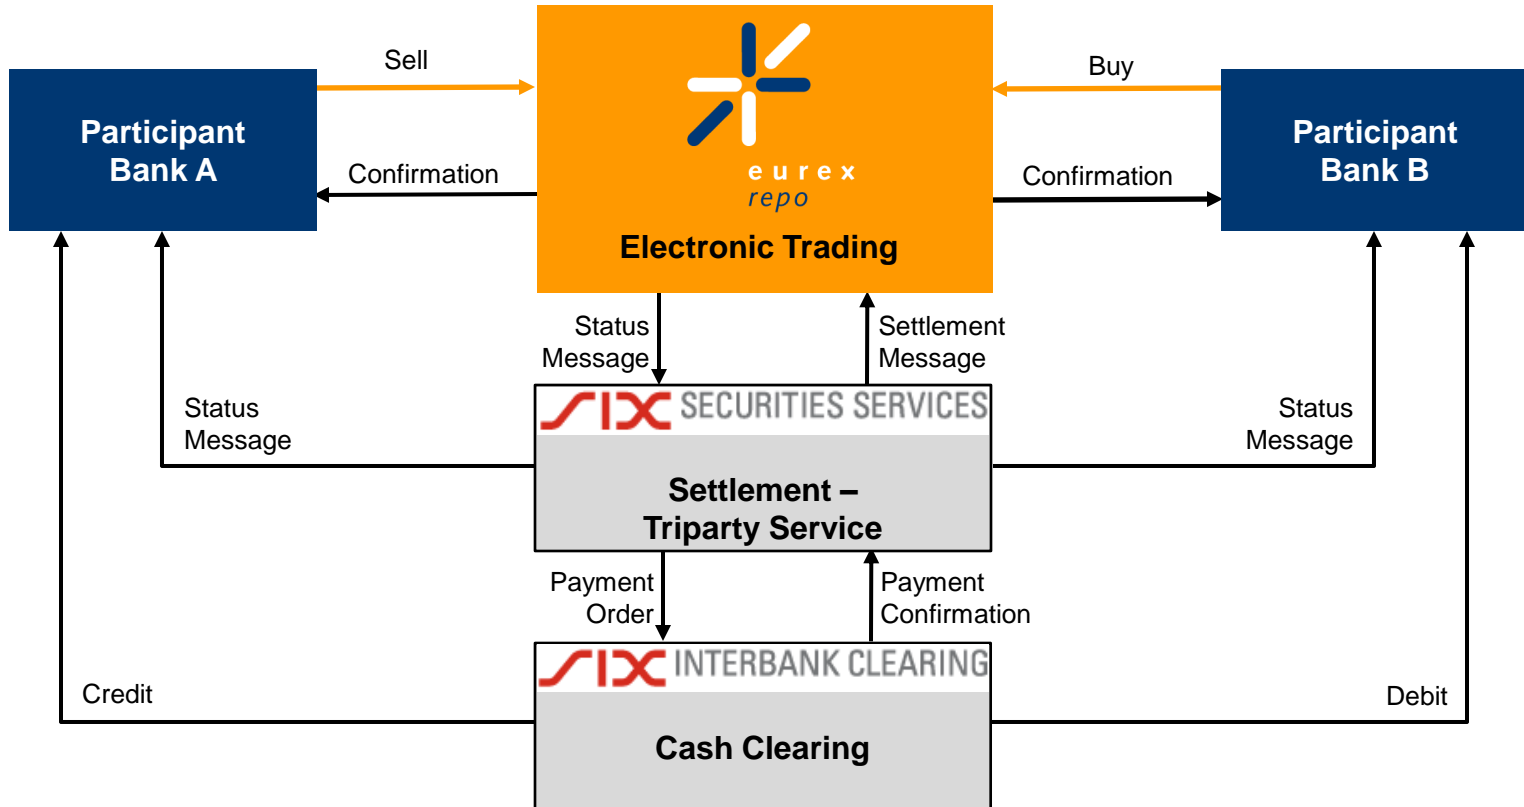 Sell
Buy
Participant
Bank A
Participant
Bank B
Confirmation
Confirmation
eurex
repo
Electronic Trading
Status
Message
Settlement
Message
SIX SECURITIES SERVICES
Status
Message
Status
Message
Settlement –
Triparty Service
Payment
Order
Payment
Confirmation
SIX INTERBANK CLEARING
Credit
Debit
Cash Clearing